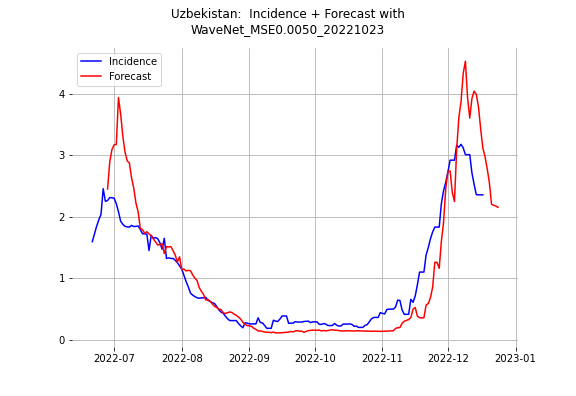 Uzbekistan:  Incidence + Forecast with
WaveNet_MSE0.0050_20221023
Incidence
Forecast
4
3
2
1
0
2022-07 2022-08 2022-09 2022-10 2022-11 2022-12 2023-01